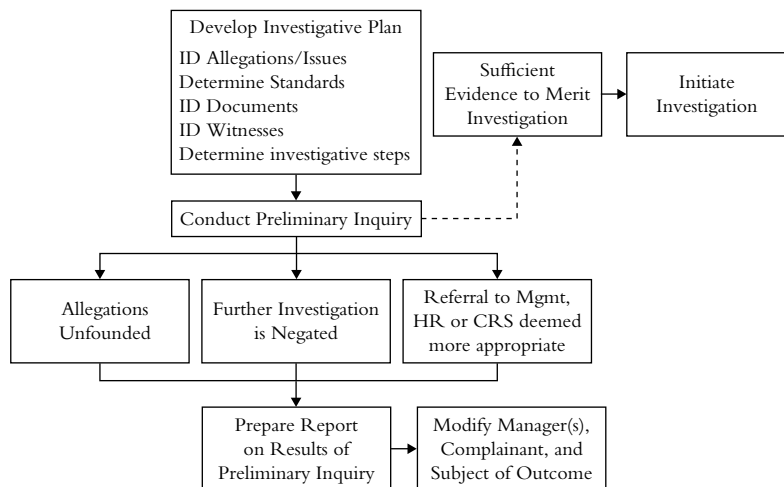 Develop Investigative Plan
ID Allegations/Issues
Determine Standards
ID Documents
ID Witnesses
Determine investigative steps
Sufficient
Evidence to Merit
Investigation
Initiate
Investigation
Conduct Preliminary Inquiry
Allegations
Unfounded
Further Investigation
is Negated
Referral to Mgmt,
HR or CRS deemed
more appropriate
Prepare Report
on Results of
Preliminary Inquiry
Modify Manager(s),
Complainant, and
Subject of Outcome